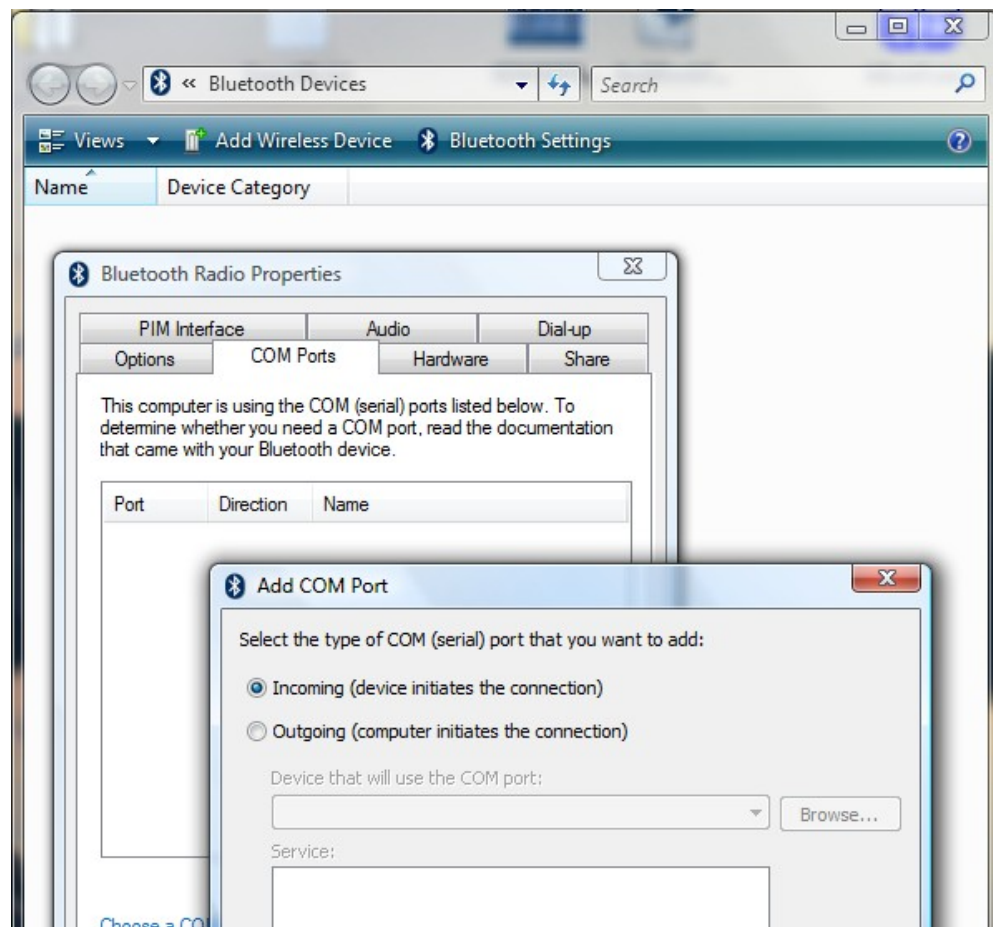 « Bluetooth Devices
Search
Views Add Wireless Device Bluetooth Settings
Name Device Category
Bluetooth Radio Properties
PIM Interface Audio Dial-up
Options COM Ports Hardware Share
This computer is using the COM (serial) ports listed below. To
determine whether you need a COM port, read the documentation
that came with your Bluetooth device.
Port Direction Name
Add COM Port
Select the type of COM (serial) port that you want to add:
Incoming (device initiates the connection)
Outgoing (computer initiates the connection)
Device that will use the COM port:
Browse...
Service:
Choose a CO